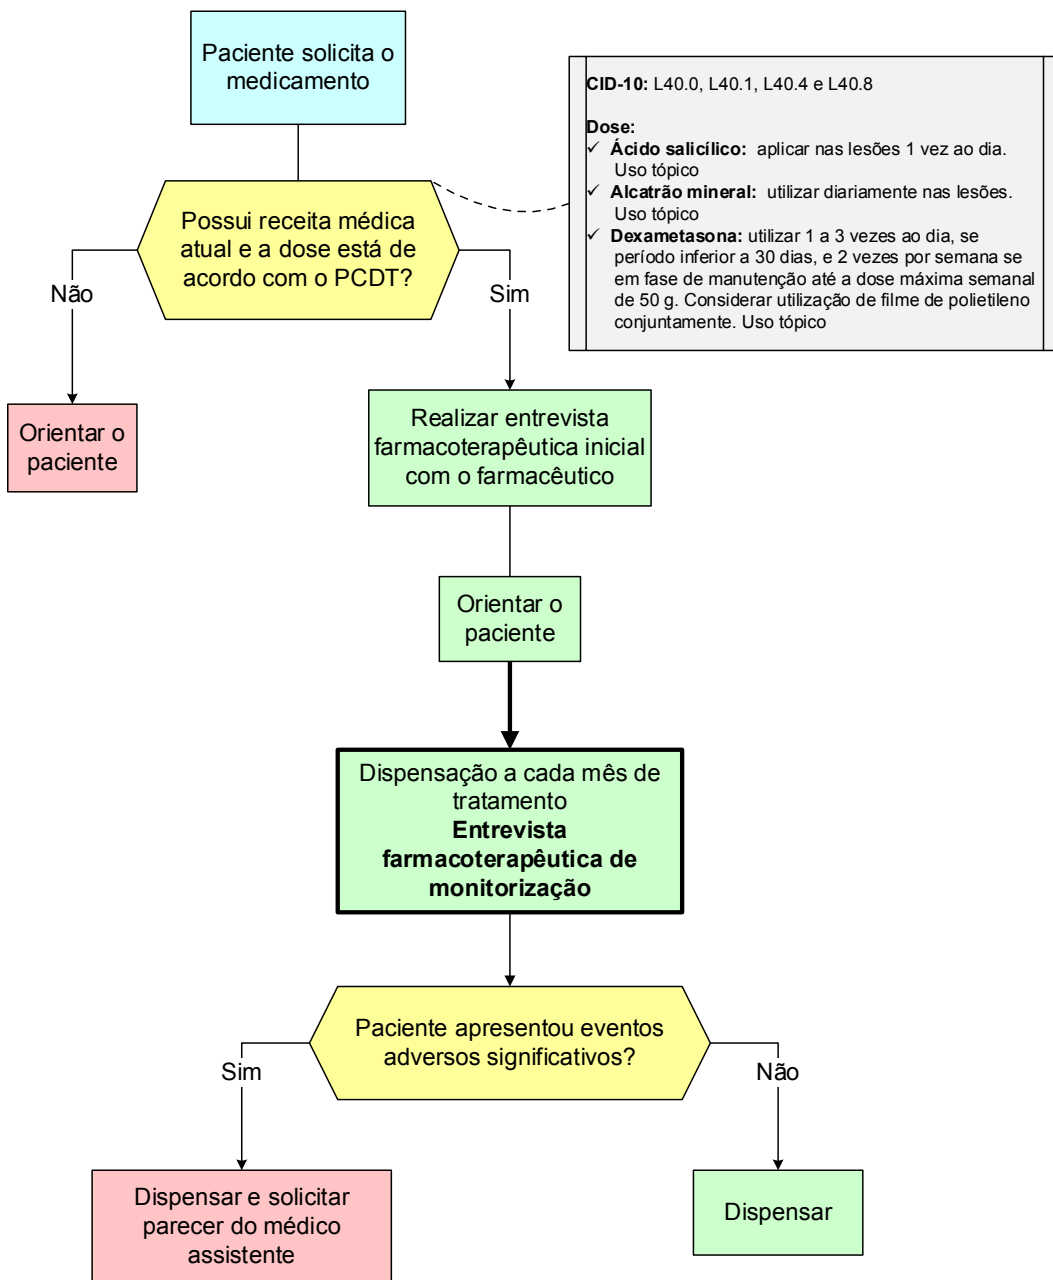 Paciente solicita o
medicamento
CID-10: L40.0, L40.1, L40.4 e L40.8
Dose:
✓ Ácido salicílico: aplicar nas lesões 1 vez ao dia.
Uso tópico
✓ Alcatrão mineral: utilizar diariamente nas lesões.
Uso tópico
✓ Dexametasona: utilizar 1 a 3 vezes ao dia, se
período inferior a 30 dias, e 2 vezes por semana se
em fase de manutenção até a dose máxima semanal
de 50 g. Considerar utilização de filme de polietileno
conjuntamente. Uso tópico
Possui receita médica
atual e a dose está de
acordo com o PCDT?
Não
Sim
Orientar o
paciente
Realizar entrevista
farmacoterapêutica inicial
com o farmacêutico
Orientar o
paciente
Dispensação a cada mês de
tratamento
Entrevista
farmacoterapêutica de
monitorização
Paciente apresentou eventos
adversos significativos?
Sim
Não
Dispensar e solicitar
parecer do médico
assistente
Dispensar